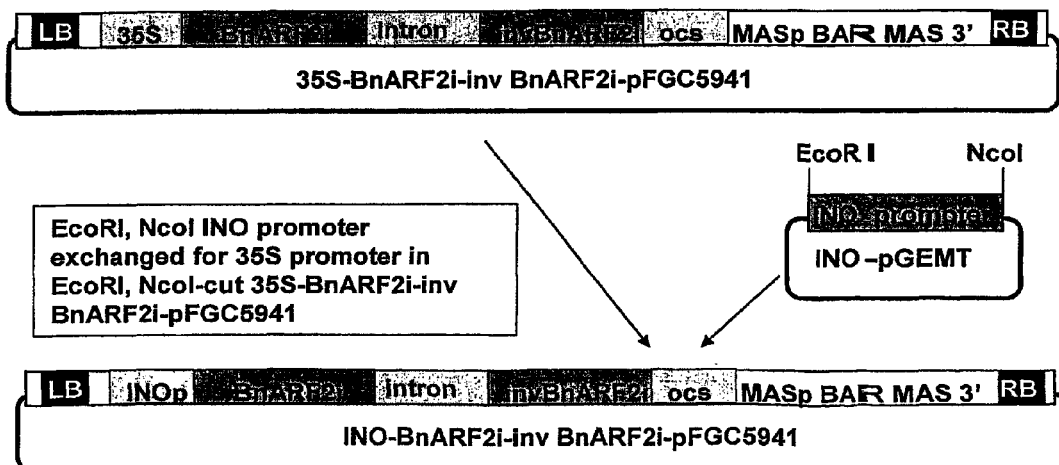 LB 35S BnARF2i intron invBnARF2i ocs MASp BAR MAS 3' RB
35S-BnARF2i-inv BnARF2i-pFGC5941
EcoR I NcoI
INO promoter
INO-pGEMT
EcoRI, NcoI INO promoter
exchanged for 35S promoter in
EcoRI, NcoI-cut 35S-BnARF2i-inv
BnARF2i-pFGC5941
LB INOp BnARF2i intron invBnARF2i ocs MASp BAR MAS 3' RB
INO-BnARF2i-inv BnARF2i-pFGC5941